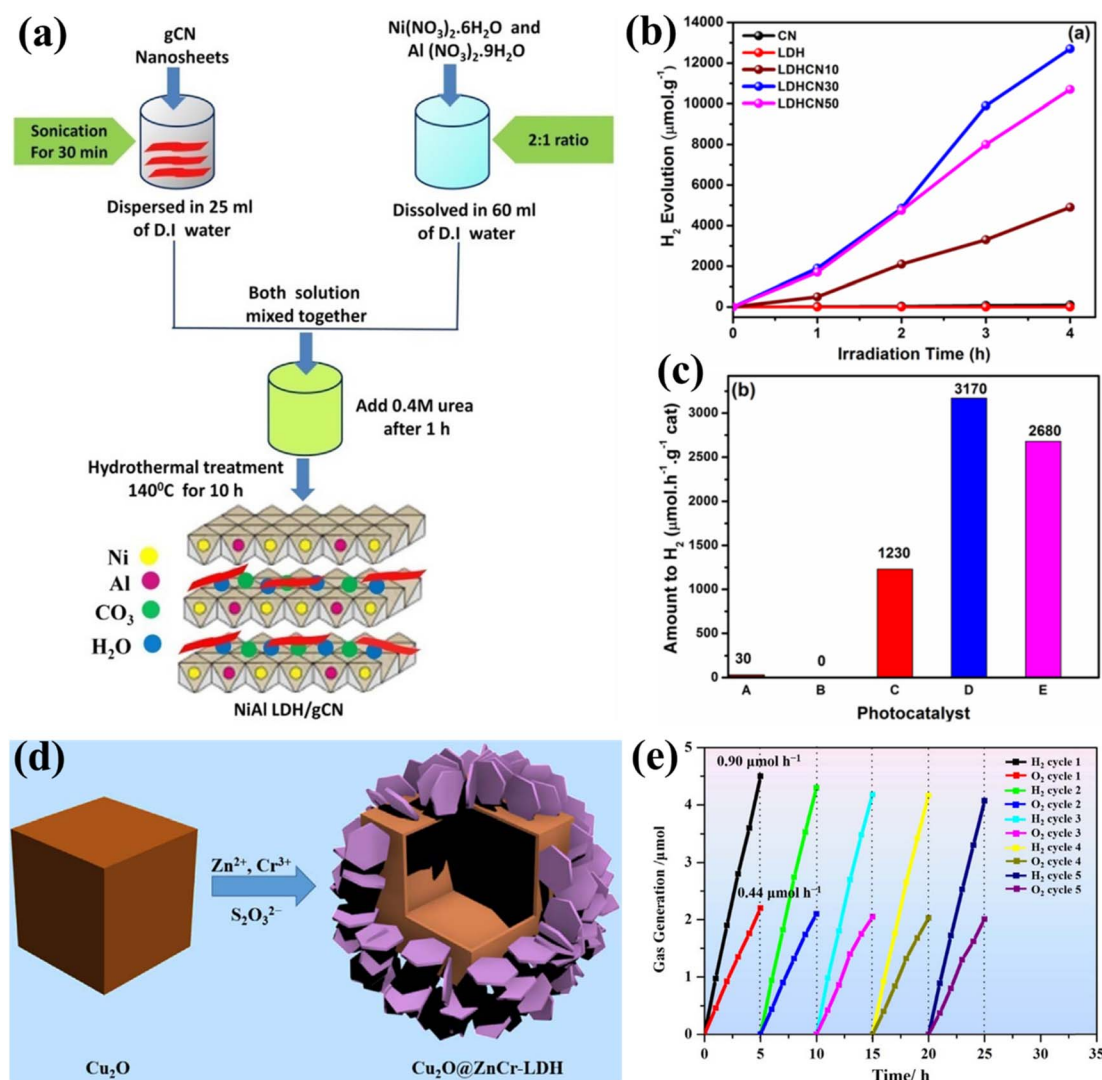 (a)
gCN
Nanosheets
Ni(NO₃)₂.6H₂O and
Al (NO₃)₂.9H₂O
Sonication
For 30 min
2:1 ratio
Dispersed in 25 ml
of D.I water
Dissolved in 60 ml
of D.I water
Both solution
mixed together
Add 0.4M urea
after 1 h
Hydrothermal treatment
140⁰C for 10 h
Ni
Al
CO₃
H₂O
NiAl LDH/gCN
(b)
(a)
CN
LDH
LDHCN10
LDHCN30
LDHCN50
H₂ Evolution (µmol.g⁻¹)
14000
12000
10000
8000
6000
4000
2000
0
0 1 2 3 4
Irradiation Time (h)
(c)
(b)
Amount to H₂ (µmol.h⁻¹.g⁻¹ cat)
3000
2500
2000
1500
1000
500
0
30
0
1230
3170
2680
A B C D E
Photocatalyst
(d)
Zn²⁺, Cr³⁺
S₂O₃²⁻
Cu₂O
Cu₂O@ZnCr-LDH
(e)
0.90 µmol h⁻¹
0.44 µmol h⁻¹
H₂ cycle 1
O₂ cycle 1
H₂ cycle 2
O₂ cycle 2
H₂ cycle 3
O₂ cycle 3
H₂ cycle 4
O₂ cycle 4
H₂ cycle 5
O₂ cycle 5
Gas Generation /µmol
5
4
3
2
1
0
0 5 10 15 20 25 30 35
Time/ h